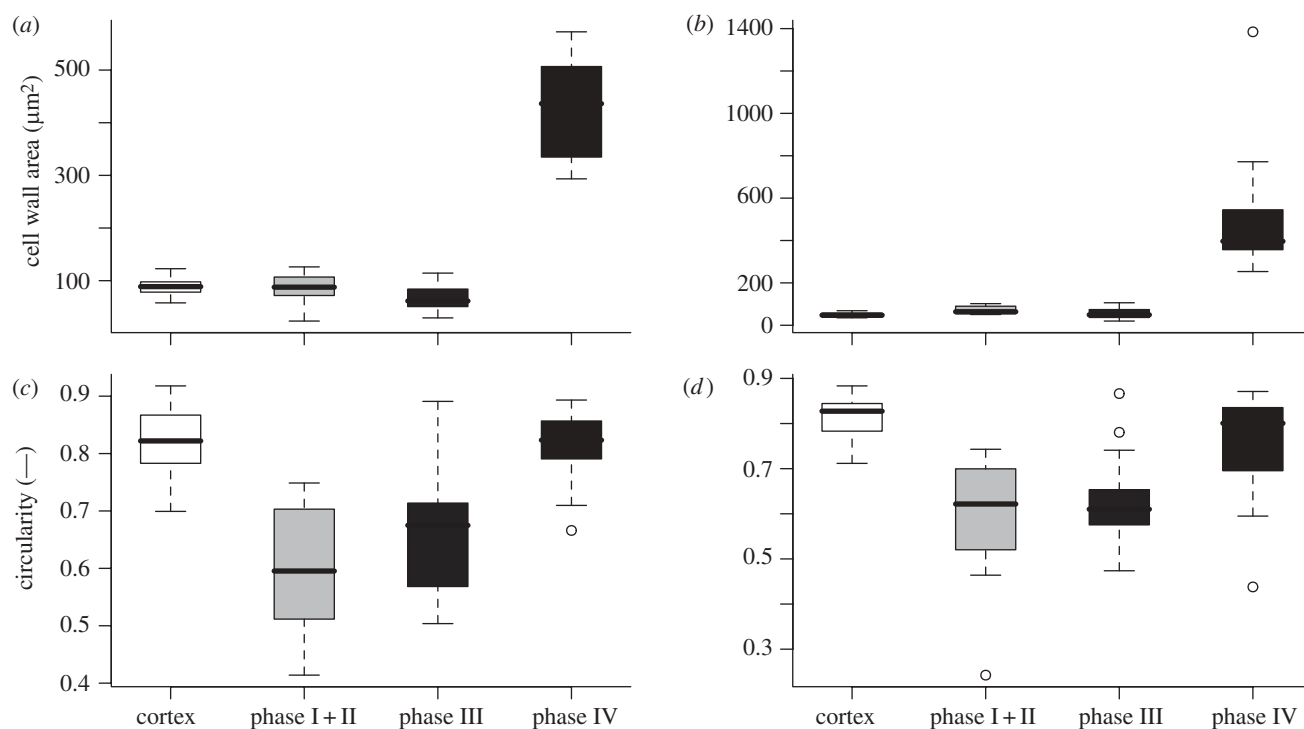 (a)
cell wall area (μm²)
500
300
100
(b)
1400
1000
600
200
0
(c)
circularity (—)
0.9
0.8
0.7
0.6
0.5
0.4
cortex
phase I + II
phase III
phase IV
(d)
0.9
0.7
0.5
0.3
cortex
phase I + II
phase III
phase IV